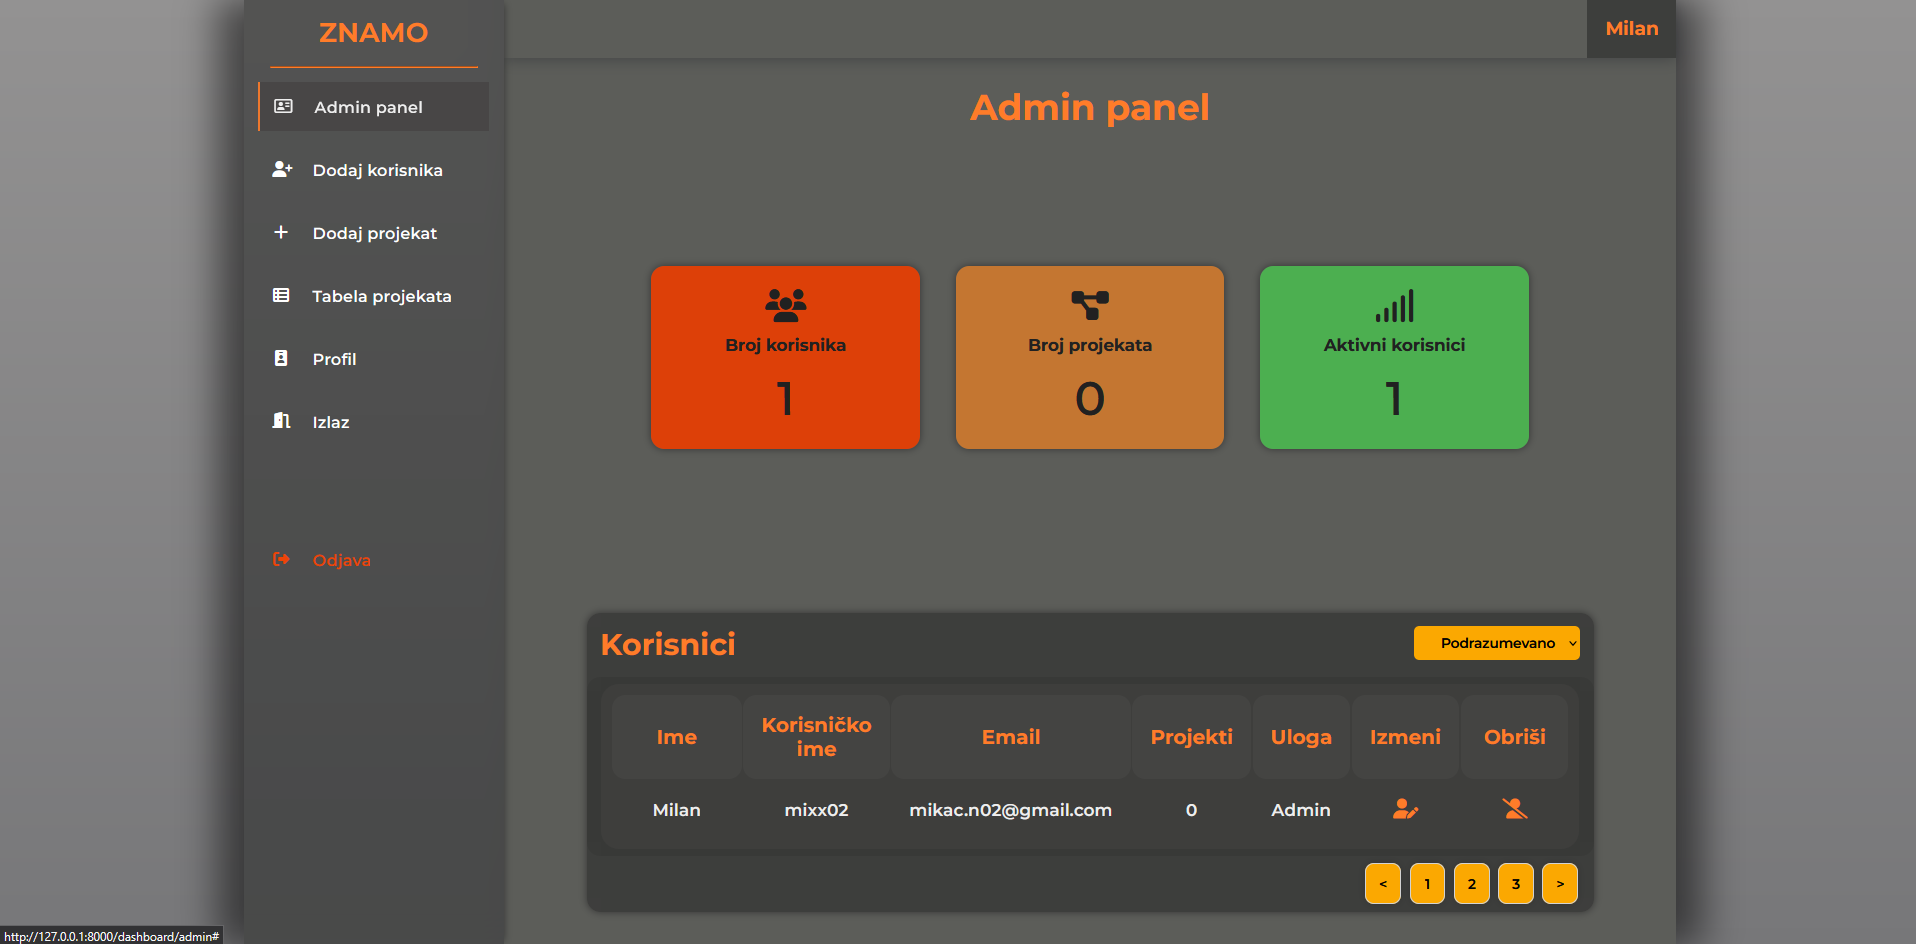 ZNAMO
Milan
Admin panel
Dodaj korisnika
Dodaj projekat
Tabela projekata
Profil
Izlaz
Odjava
Admin panel
Broj korisnika
1
Broj projekata
0
Aktivni korisnici
1
Korisnici
Podrazumevano
Ime
Korisničko
ime
Email
Projekti
Uloga
Izmeni
Obriši
Milan
mixx02
mikac.n02@gmail.com
0
Admin
<
1
2
3
>
http://127.0.0.1:8000/dashboard/admin#